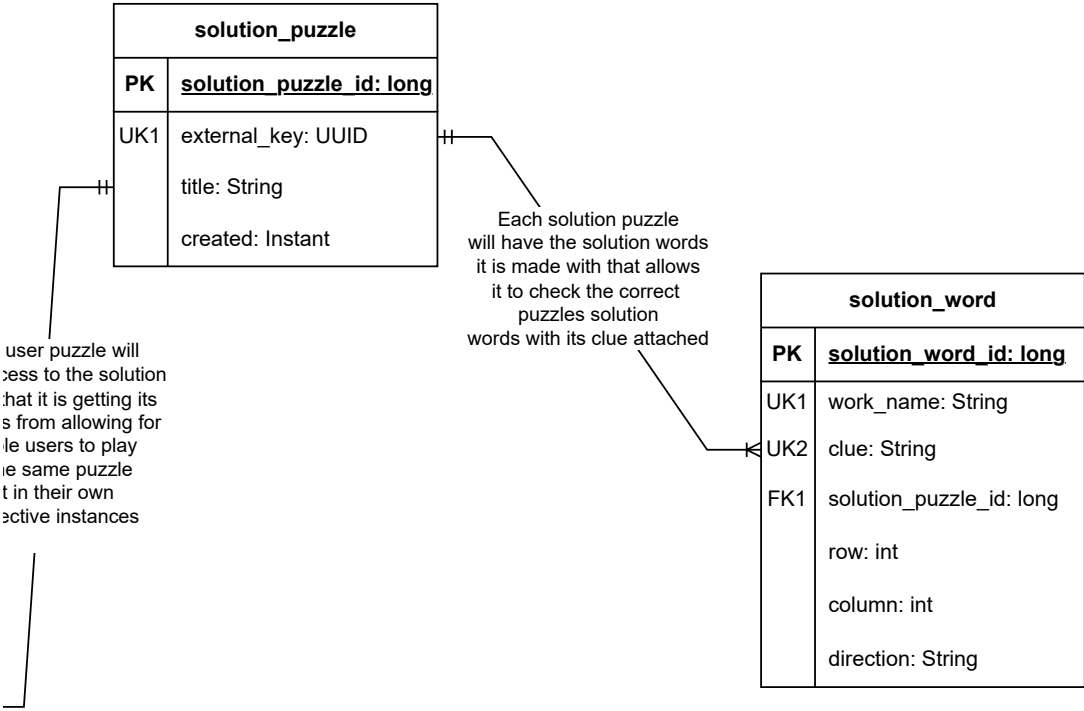 solution_puzzle
PK solution_puzzle_id: long
UK1 external_key: UUID
title: String
created: Instant
Each solution puzzle
will have the solution words
it is made with that allows
it to check the correct
puzzles solution
words with its clue attached
user puzzle will
to the solution
that it is getting its
from allowing for
users to play
same puzzle
in their own
instances
solution_word
PK solution_word_id: long
UK1 work_name: String
UK2 clue: String
FK1 solution_puzzle_id: long
row: int
column: int
direction: String